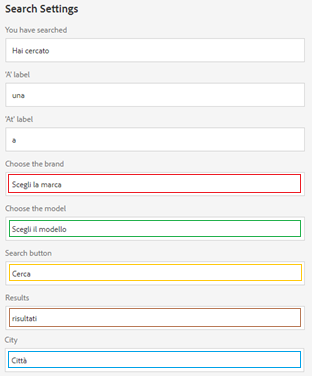 Search Settings
You have searched
Hai cercato
'A' label
una
'At' label
a
Choose the brand
Scegli la marca
Choose the model
Scegli il modello
Search button
Cerca
Results
risultati
City
Città